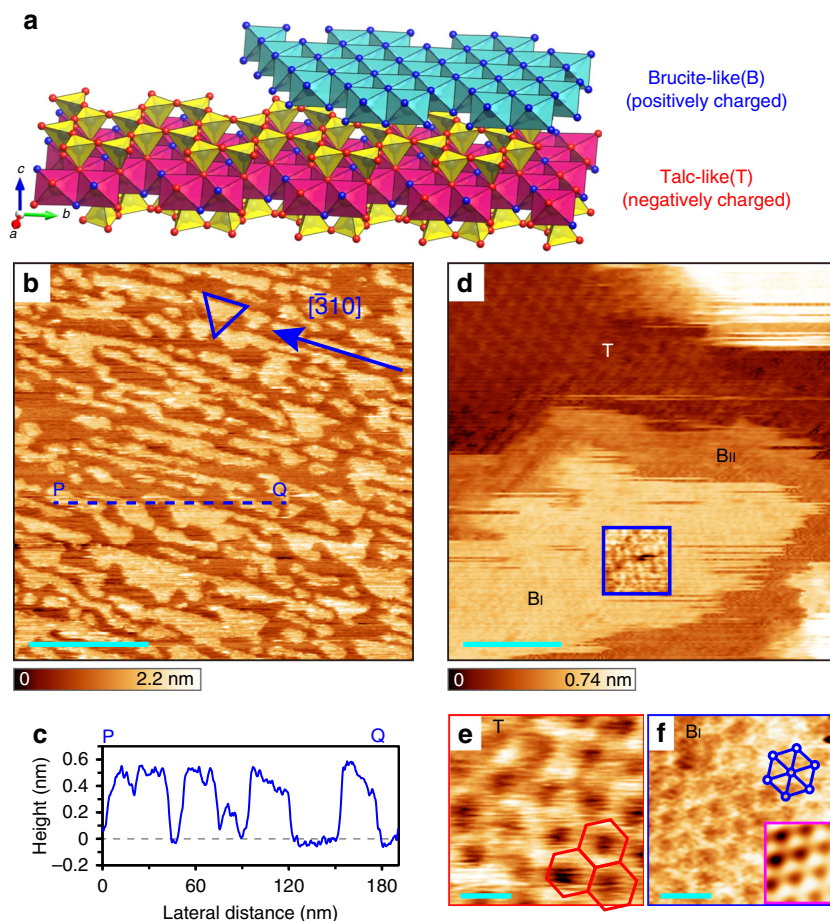 a
Brucite-like(B)
(positively charged)
Talc-like(T)
(negatively charged)
c
b
a
b
[3̄10]
P
Q
0
2.2 nm
d
T
BII
BI
0
0.74 nm
c
P
Q
Height (nm)
0.6
0.4
0.2
0
–0.2
0
60
120
180
Lateral distance (nm)
e
T
f
BI